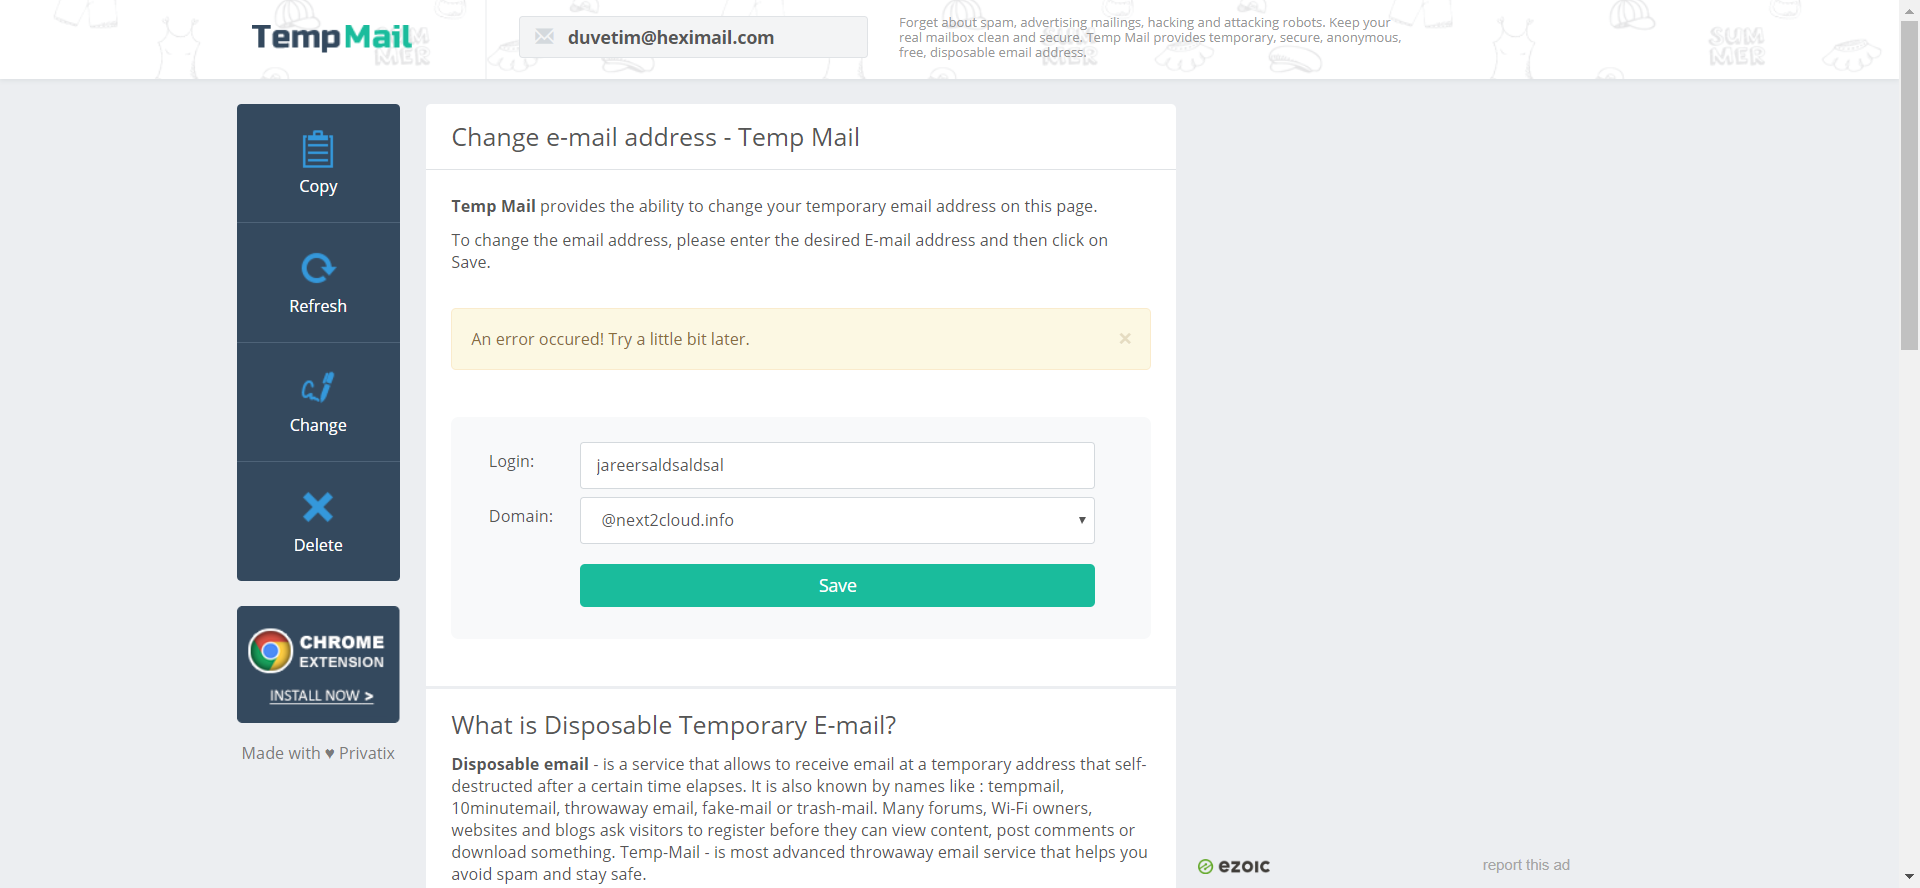 TempMail
duvetim@heximail.com
Forget about spam, advertising mailings, hacking and attacking robots. Keep your
real mailbox clean and secure. Temp Mail provides temporary, secure, anonymous,
free, disposable email address.
SUM
MER
SUM
MER
SUM
MER
Copy
Refresh
Change
Delete
CHROME
EXTENSION
INSTALL NOW >
Made with ♥ Privatix
Change e-mail address - Temp Mail
Temp Mail provides the ability to change your temporary email address on this page.
To change the email address, please enter the desired E-mail address and then click on
Save.
An error occured! Try a little bit later.
×
Login:
jareersaldsaldsal
Domain:
@next2cloud.info
Save
What is Disposable Temporary E-mail?
Disposable email - is a service that allows to receive email at a temporary address that self-
destructed after a certain time elapses. It is also known by names like : tempmail,
10minutemail, throwaway email, fake-mail or trash-mail. Many forums, Wi-Fi owners,
websites and blogs ask visitors to register before they can view content, post comments or
download something. Temp-Mail - is most advanced throwaway email service that helps you
avoid spam and stay safe.
ezoic
report this ad